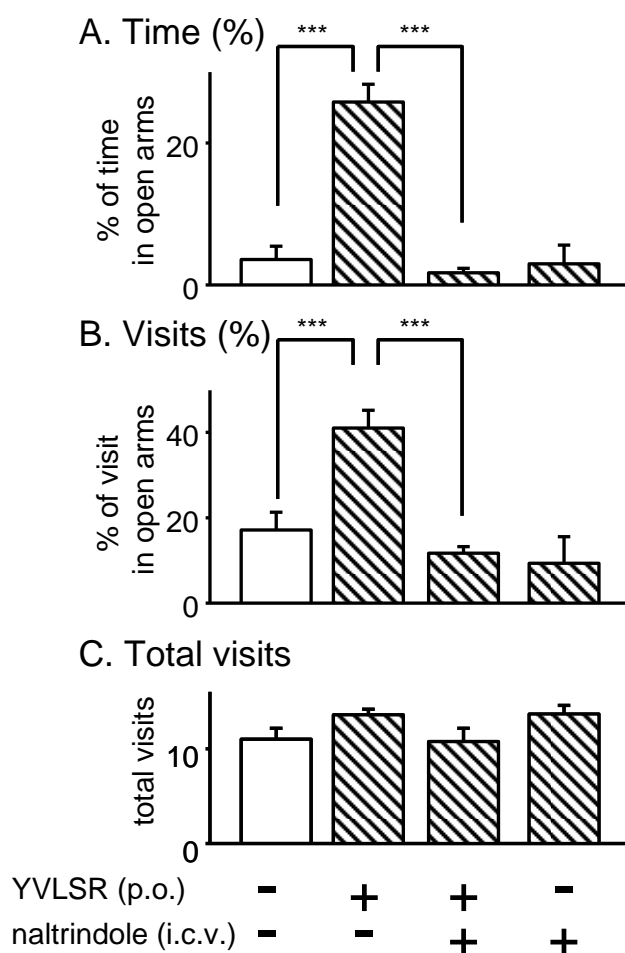 A. Time (%)
*** ***
% of time
in open arms
20
0
B. Visits (%)
*** ***
% of visit
in open arms
40
20
0
C. Total visits
total visits
10
0
YVLSR (p.o.) - + + -
naltrindole (i.c.v.) - - + +